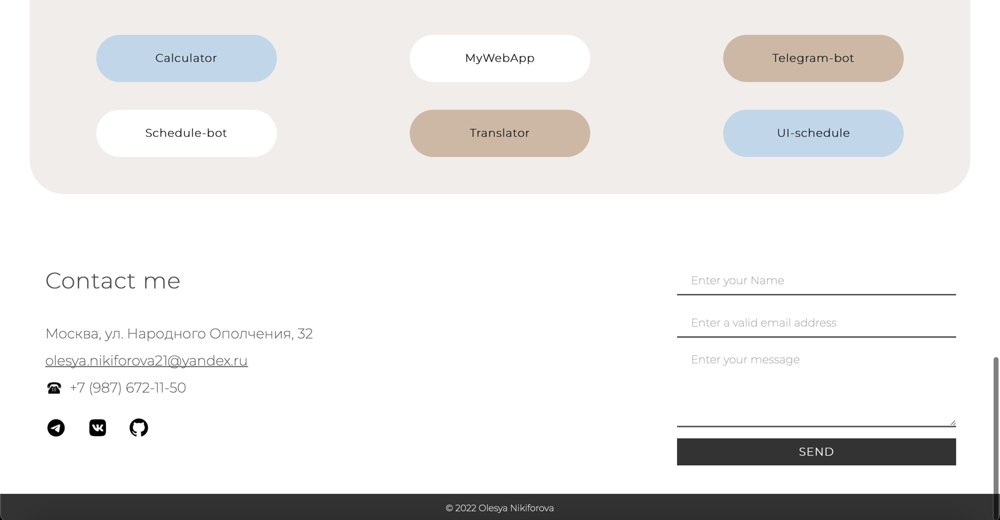 Calculator
MyWebApp
Telegram-bot
Schedule-bot
Translator
UI-schedule
Contact me
Москва, ул. Народного Ополчения, 32
olesya.nikiforova21@yandex.ru
+7 (987) 672-11-50
Enter your Name
Enter a valid email address
Enter your message
SEND
© 2022 Olesya Nikiforova